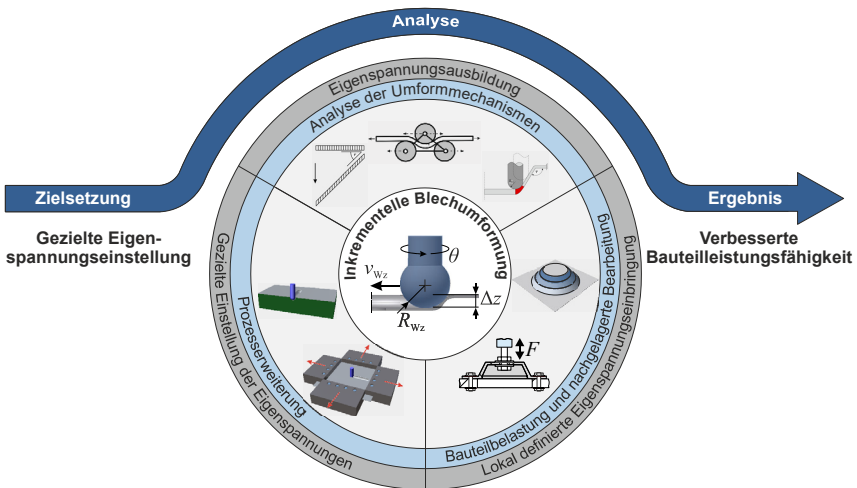 Analyse
Eigenspannungsausbildung
Analyse der Umformmechanismen
Zielsetzung
Ergebnis
Gezielte Eigen-
spannungseinstellung
Verbesserte
Bauteilleistungsfähigkeit
Inkrementelle Blechumformung
θ
v_Wz
Δz
R_Wz
F
Prozesserweiterung
Gezielte Einstellung der Eigenspannungen
Bauteilbelastung und nachgelagerte Bearbeitung
Lokal definierte Eigenspannungseinbringung